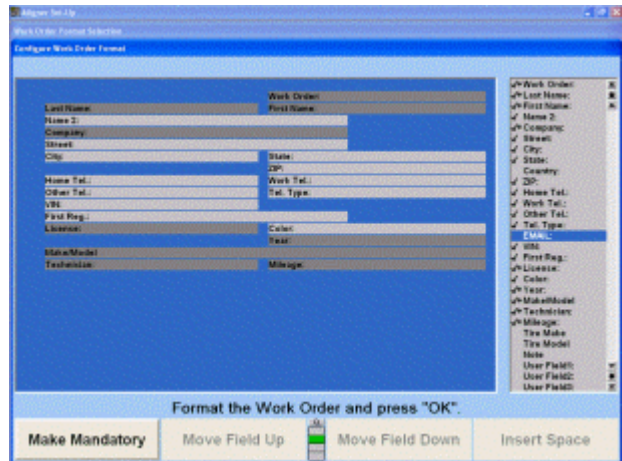 Aligner Set-Up
Work Order Format Selection
Configure Work Order Format
Work Order:
Last Name: First Name:
Name 2:
Company:
Street:
City: State:
ZIP:
Home Tel.: Work Tel.:
Other Tel.: Tel. Type:
VIN:
First Reg.:
License: Color:
Year:
Make/Model
Technician: Mileage:
Work Order:
Last Name:
First Name:
Name 2:
Company:
Street:
City:
State:
Country:
ZIP:
Home Tel.:
Work Tel.:
Other Tel.:
Tel. Type:
EMAIL:
VIN:
First Reg.:
License:
Color:
Year:
Make/Model
Technician:
Mileage:
Tire Make
Tire Model
Note
User Field1:
User Field2:
User Field3:
Format the Work Order and press "OK".
Make Mandatory Move Field Up Move Field Down Insert Space